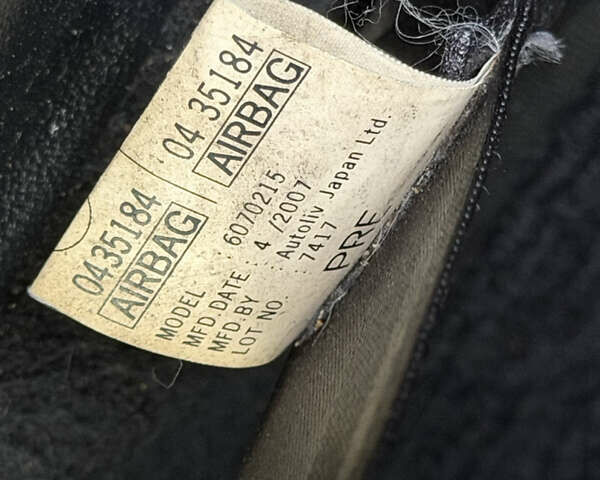 04 35184
AIRBAG
0435184
AIRBAG
MODEL : 6070215
MFD.DATE : 4 /2007
MFD.BY : Autoliv Japan Ltd.
LOT NO. : 7417
PRE